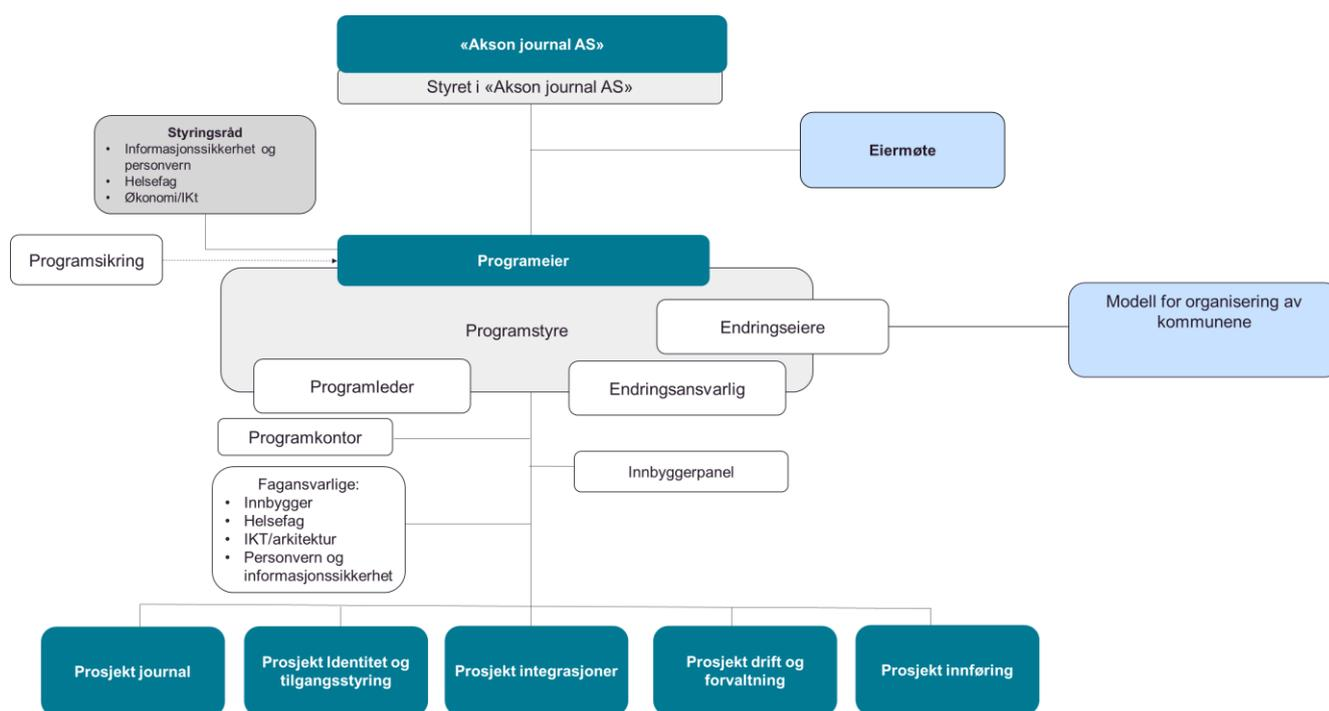 «Akson journal AS»
Styret i «Akson journal AS»
Styringsråd
• Informasjonssikkerhet og
personvern
• Helsefag
• Økonomi/IKt
Eiermøte
Programsikring
Programeier
Programstyre
Endringseiere
Modell for organisering av
kommunene
Programleder
Endringsansvarlig
Programkontor
Innbyggerpanel
Fagansvarlige:
• Innbygger
• Helsefag
• IKT/arkitektur
• Personvern og
informasjonssikkerhet
Prosjekt journal
Prosjekt Identitet og
tilgangsstyring
Prosjekt integrasjoner
Prosjekt drift og
forvaltning
Prosjekt innføring